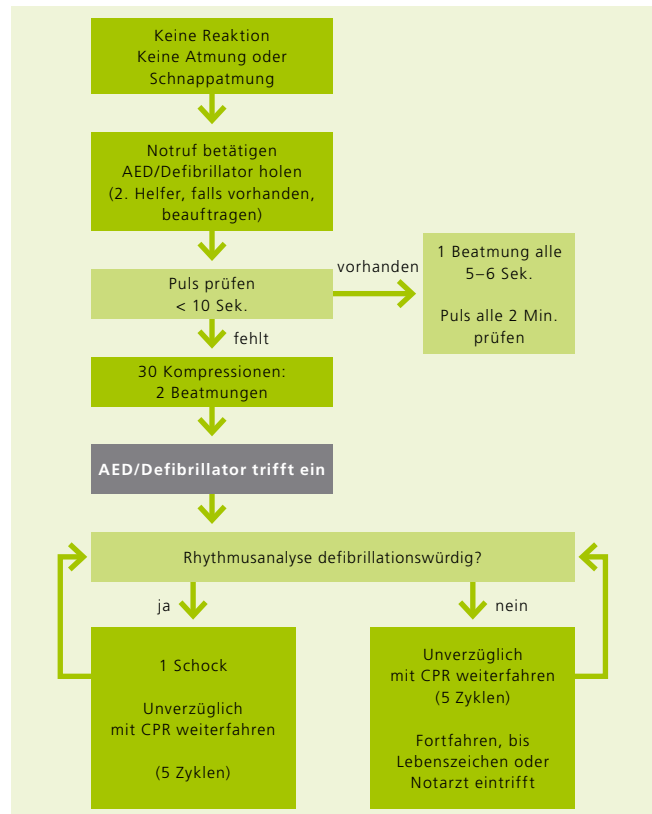 Keine Reaktion
Keine Atmung oder
Schnappatmung
Notruf betätigen
AED/Defibrillator holen
(2. Helfer, falls vorhanden,
beauftragen)
Puls prüfen
< 10 Sek.
vorhanden
1 Beatmung alle
5–6 Sek.
Puls alle 2 Min.
prüfen
fehlt
30 Kompressionen:
2 Beatmungen
AED/Defibrillator trifft ein
Rhythmusanalyse defibrillationswürdig?
ja
nein
1 Schock
Unverzüglich
mit CPR weiterfahren
(5 Zyklen)
Unverzüglich
mit CPR weiterfahren
(5 Zyklen)
Fortfahren, bis
Lebenszeichen oder
Notarzt eintrifft